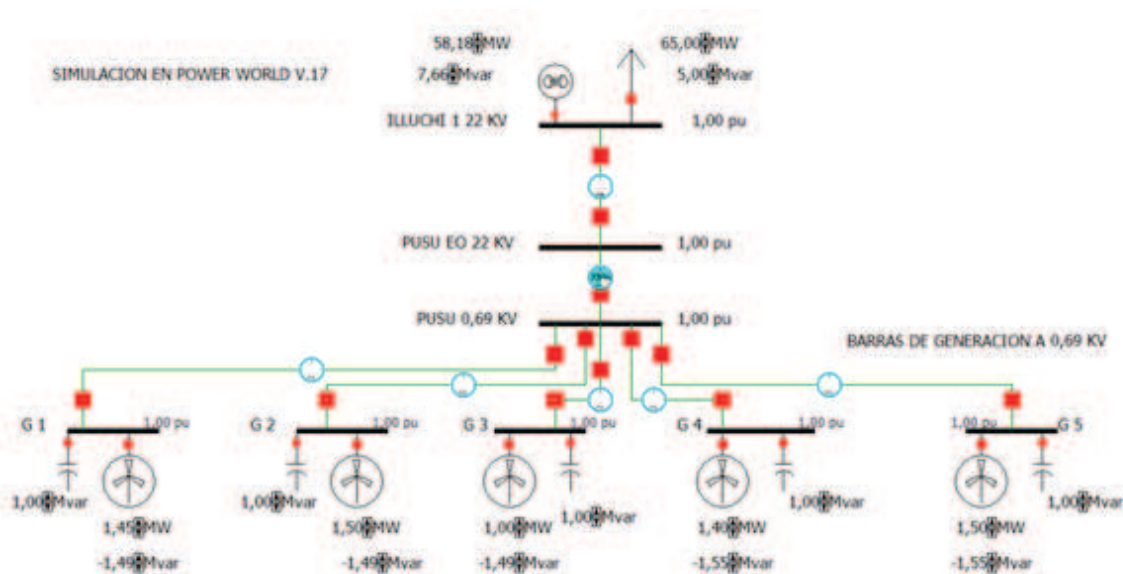 58,18 MW
65,00 MW
SIMULACION EN POWER WORLD V.17
7,66 Mvar
5,00 Mvar
ILLUCHI 1 22 KV
1,00 pu
PUSU EO 22 KV
1,00 pu
PUSU 0,69 KV
1,00 pu
BARRAS DE GENERACION A 0,69 KV
G 1
1,00 pu
G 2
1,00 pu
G 3
1,00 pu
G 4
1,00 pu
1,00 pu
G 5
1,00 Mvar
1,00 Mvar
1,00 Mvar
1,00 Mvar
1,00 Mvar
1,45 MW
1,50 MW
1,00 MW
1,40 MW
1,50 MW
-1,49 Mvar
-1,49 Mvar
-1,49 Mvar
-1,55 Mvar
-1,55 Mvar